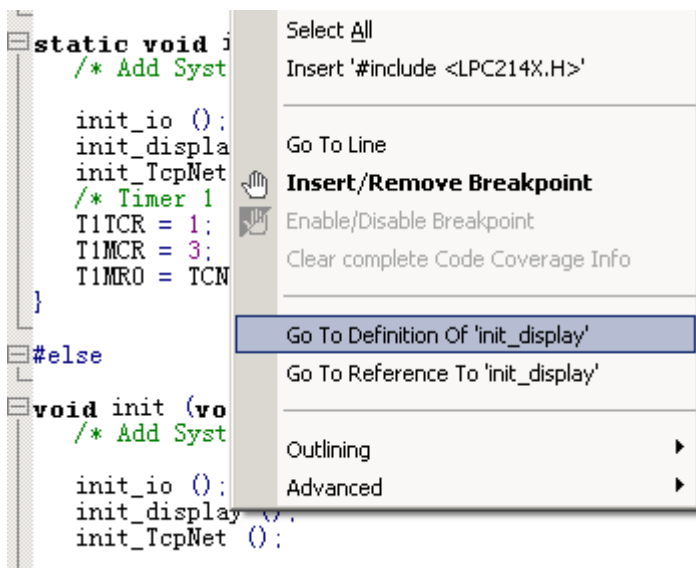 static void i
/* Add Syst
init_io ();
init_displa
init_TcpNet
/* Timer 1
T1TCR = 1;
T1MCR = 3;
T1MR0 = TCN
}
#else
void init (vo
/* Add Syst
init_io ();
init_display ();
init_TcpNet ();
Select All
Insert '#include <LPC214X.H>'
Go To Line
Insert/Remove Breakpoint
Enable/Disable Breakpoint
Clear complete Code Coverage Info
Go To Definition Of 'init_display'
Go To Reference To 'init_display'
Outlining
Advanced